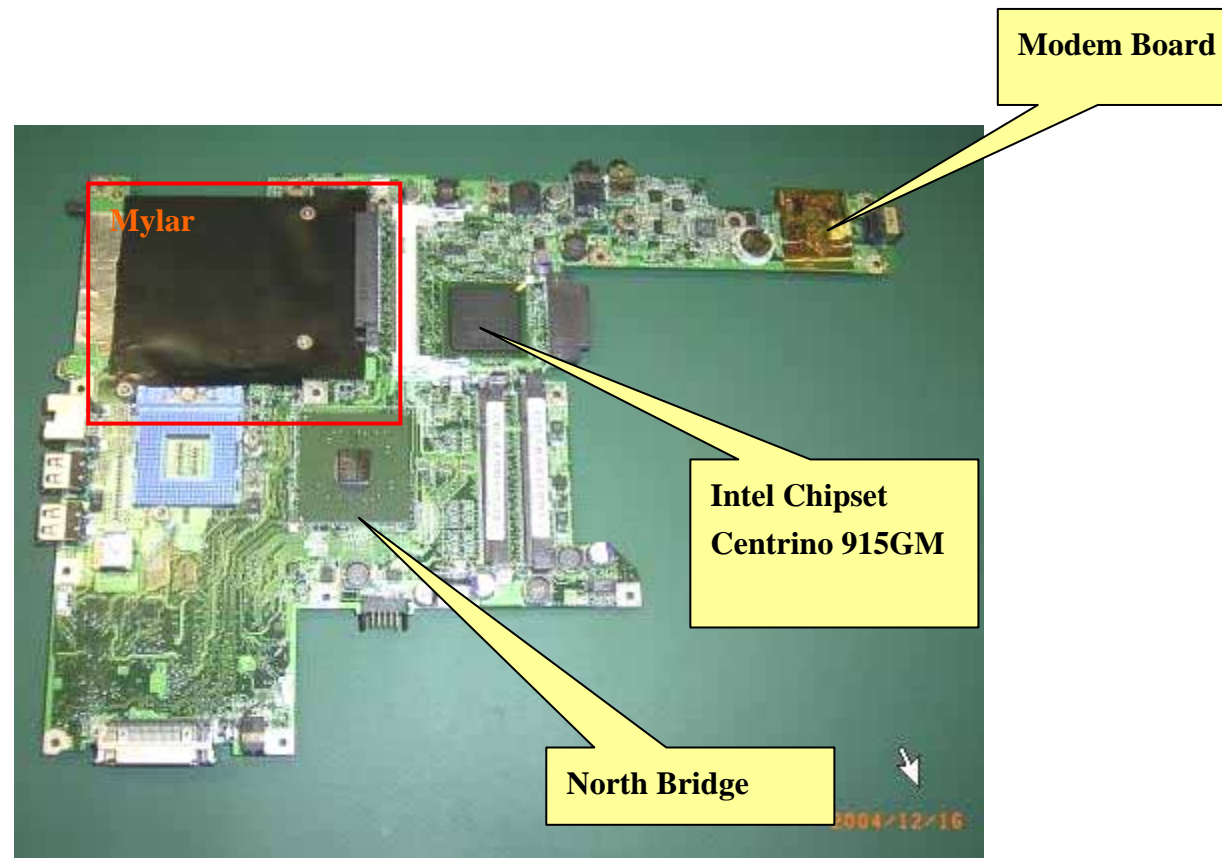 Modem Board
Mylar
Intel Chipset
Centrino 915GM
North Bridge
2004/12/16